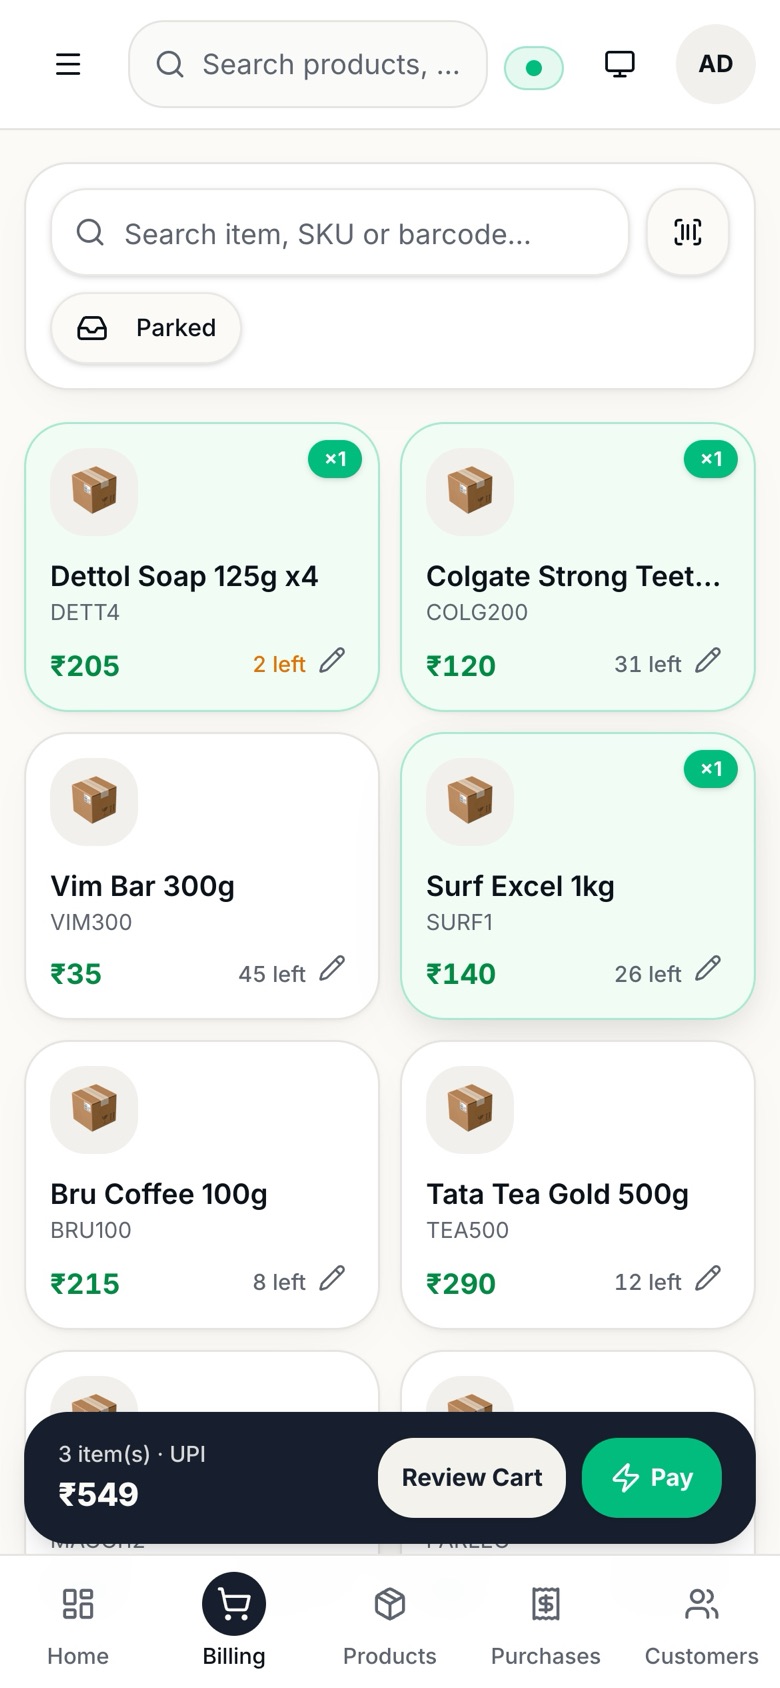 Search products, ...
AD
Search item, SKU or barcode...
Parked
×1
Dettol Soap 125g x4
DETT4
₹205
2 left
×1
Colgate Strong Teet...
COLG200
₹120
31 left
Vim Bar 300g
VIM300
₹35
45 left
×1
Surf Excel 1kg
SURF1
₹140
26 left
Bru Coffee 100g
BRU100
₹215
8 left
Tata Tea Gold 500g
TEA500
₹290
12 left
3 item(s) · UPI
₹549
Review Cart
Pay
Home
Billing
Products
Purchases
Customers